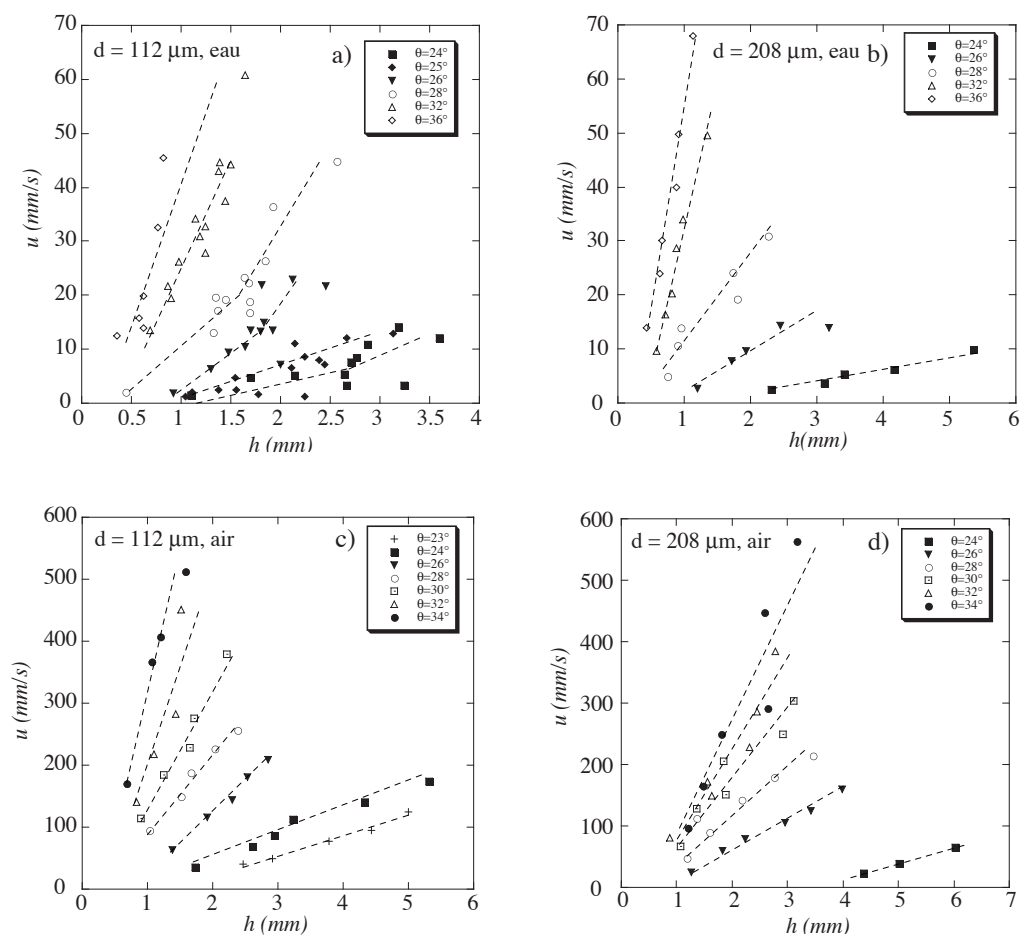 70
60
50
40
30
20
10
0
u (mm/s)
d = 112 µm, eau
a)
θ=24°
θ=25°
θ=26°
θ=28°
θ=32°
θ=36°
0 0.5 1 1.5 2 2.5 3 3.5 4
h (mm)
70
60
50
40
30
20
10
0
u (mm/s)
d = 208 µm, eau
b)
θ=24°
θ=26°
θ=28°
θ=32°
θ=36°
0 1 2 3 4 5 6
h(mm)
600
500
400
300
200
100
0
u (mm/s)
d = 112 µm, air
c)
θ=23°
θ=24°
θ=26°
θ=28°
θ=30°
θ=32°
θ=34°
0 1 2 3 4 5 6
h (mm)
600
500
400
300
200
100
0
u (mm/s)
d = 208 µm, air
d)
θ=24°
θ=26°
θ=28°
θ=30°
θ=32°
θ=34°
0 1 2 3 4 5 6 7
h (mm)